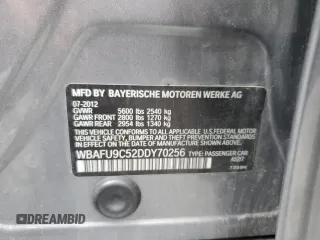 MFD BY BAYERISCHE MOTOREN WERKE AG
07-2012
GVWR 5600 lbs 2540 kg
GAWR FRONT 2800 lbs 1270 kg
GAWR REAR 2954 lbs 1340 kg
THIS VEHICLE CONFORMS TO ALL APPLICABLE
FEDERAL MOTOR VEHICLE SAFETY,
BUMPER, AND THEFT PREVENTION
STANDARDS IN EFFECT ON THE DATE OF
MANUFACTURE SHOWN ABOVE.
WBAFU9C52DDY70256 TYPE: PASSENGER CAR
DREAMBID